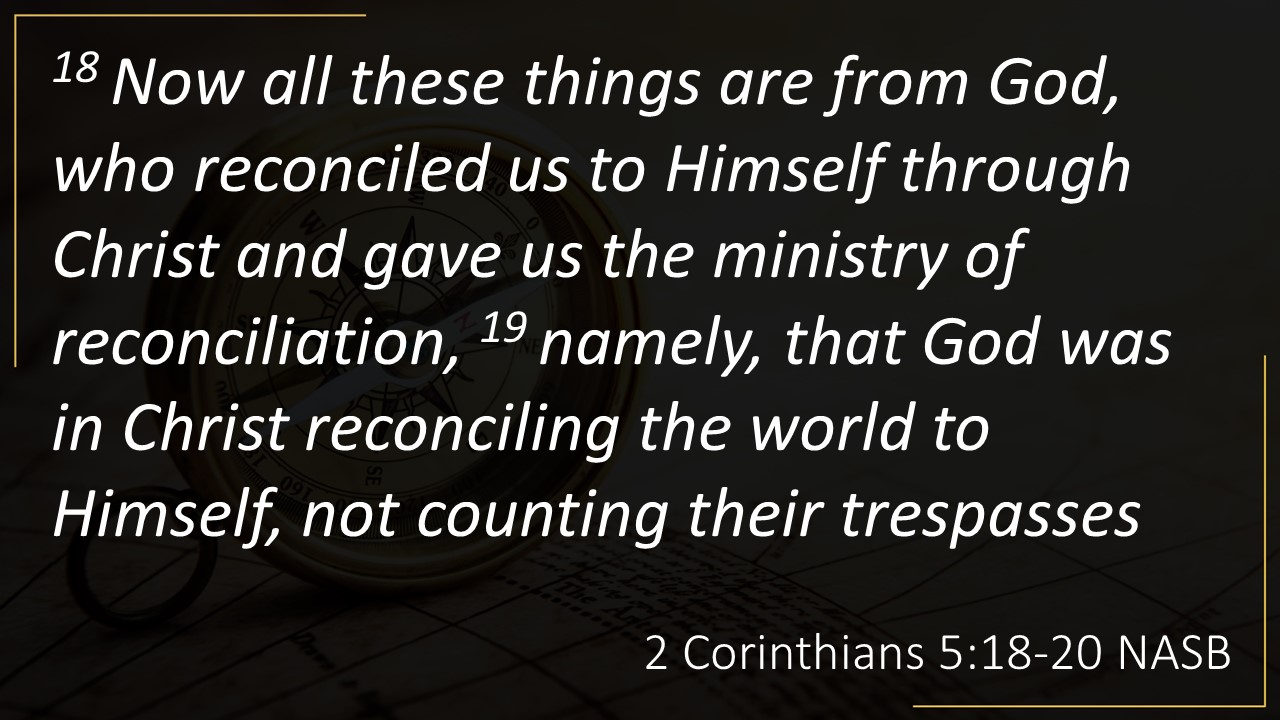 18 Now all these things are from God,
who reconciled us to Himself through
Christ and gave us the ministry of
reconciliation, 19 namely, that God was
in Christ reconciling the world to
Himself, not counting their trespasses
2 Corinthians 5:18-20 NASB